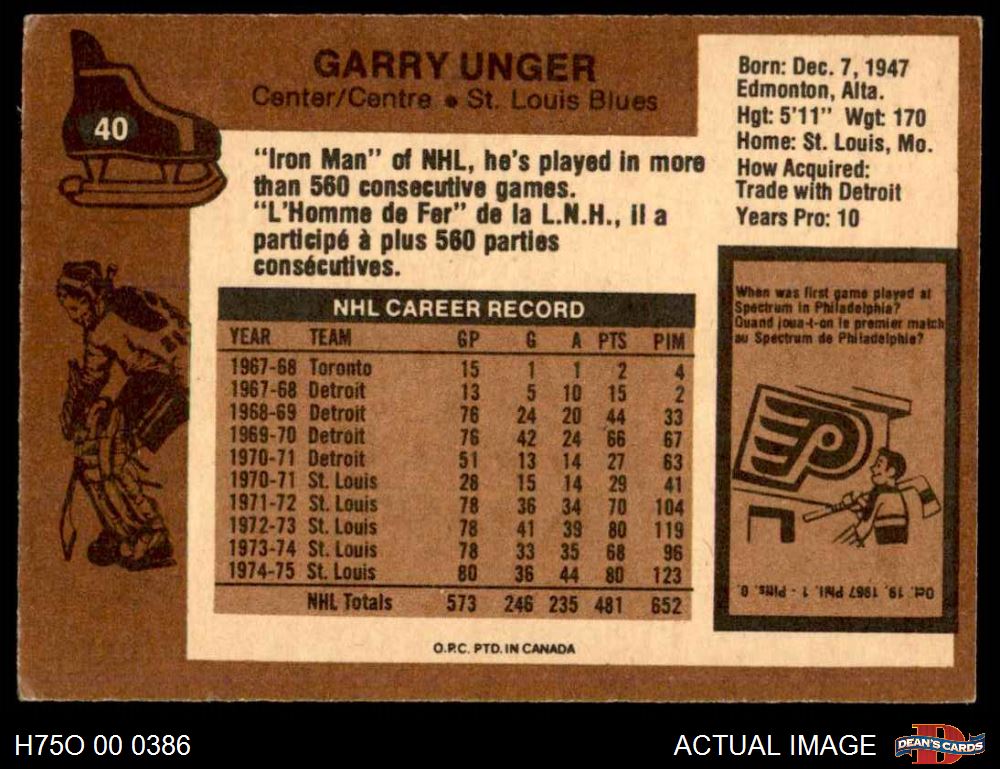 40
GARRY UNGER
Center/Centre • St. Louis Blues
"Iron Man" of NHL, he's played in more
than 560 consecutive games.
"L'Homme de Fer" de la L.N.H., il a
participé à plus 560 parties
consécutives.
Born: Dec. 7, 1947
Edmonton, Alta.
Hgt: 5'11" Wgt: 170
Home: St. Louis, Mo.
How Acquired:
Trade with Detroit
Years Pro: 10
NHL CAREER RECORD
YEAR TEAM GP G A PTS PIM
1967-68 Toronto 15 1 1 2 4
1967-68 Detroit 13 5 10 15 2
1968-69 Detroit 76 24 20 44 33
1969-70 Detroit 76 42 24 66 67
1970-71 Detroit 51 13 14 27 63
1970-71 St. Louis 28 15 14 29 41
1971-72 St. Louis 78 36 34 70 104
1972-73 St. Louis 78 41 39 80 119
1973-74 St. Louis 78 33 35 68 96
1974-75 St. Louis 80 36 44 80 123
NHL Totals 573 246 235 481 652
When was first game played at
Spectrum in Philadelphia?
Quand joua-t-on le premier match
au Spectrum de Philadelphie?
Oct. 19, 1967 Phil. 1 - Pitts. 0
O.P.C. PTD. IN CANADA
H75O 00 0386
ACTUAL IMAGE
D
DEAN'S CARDS